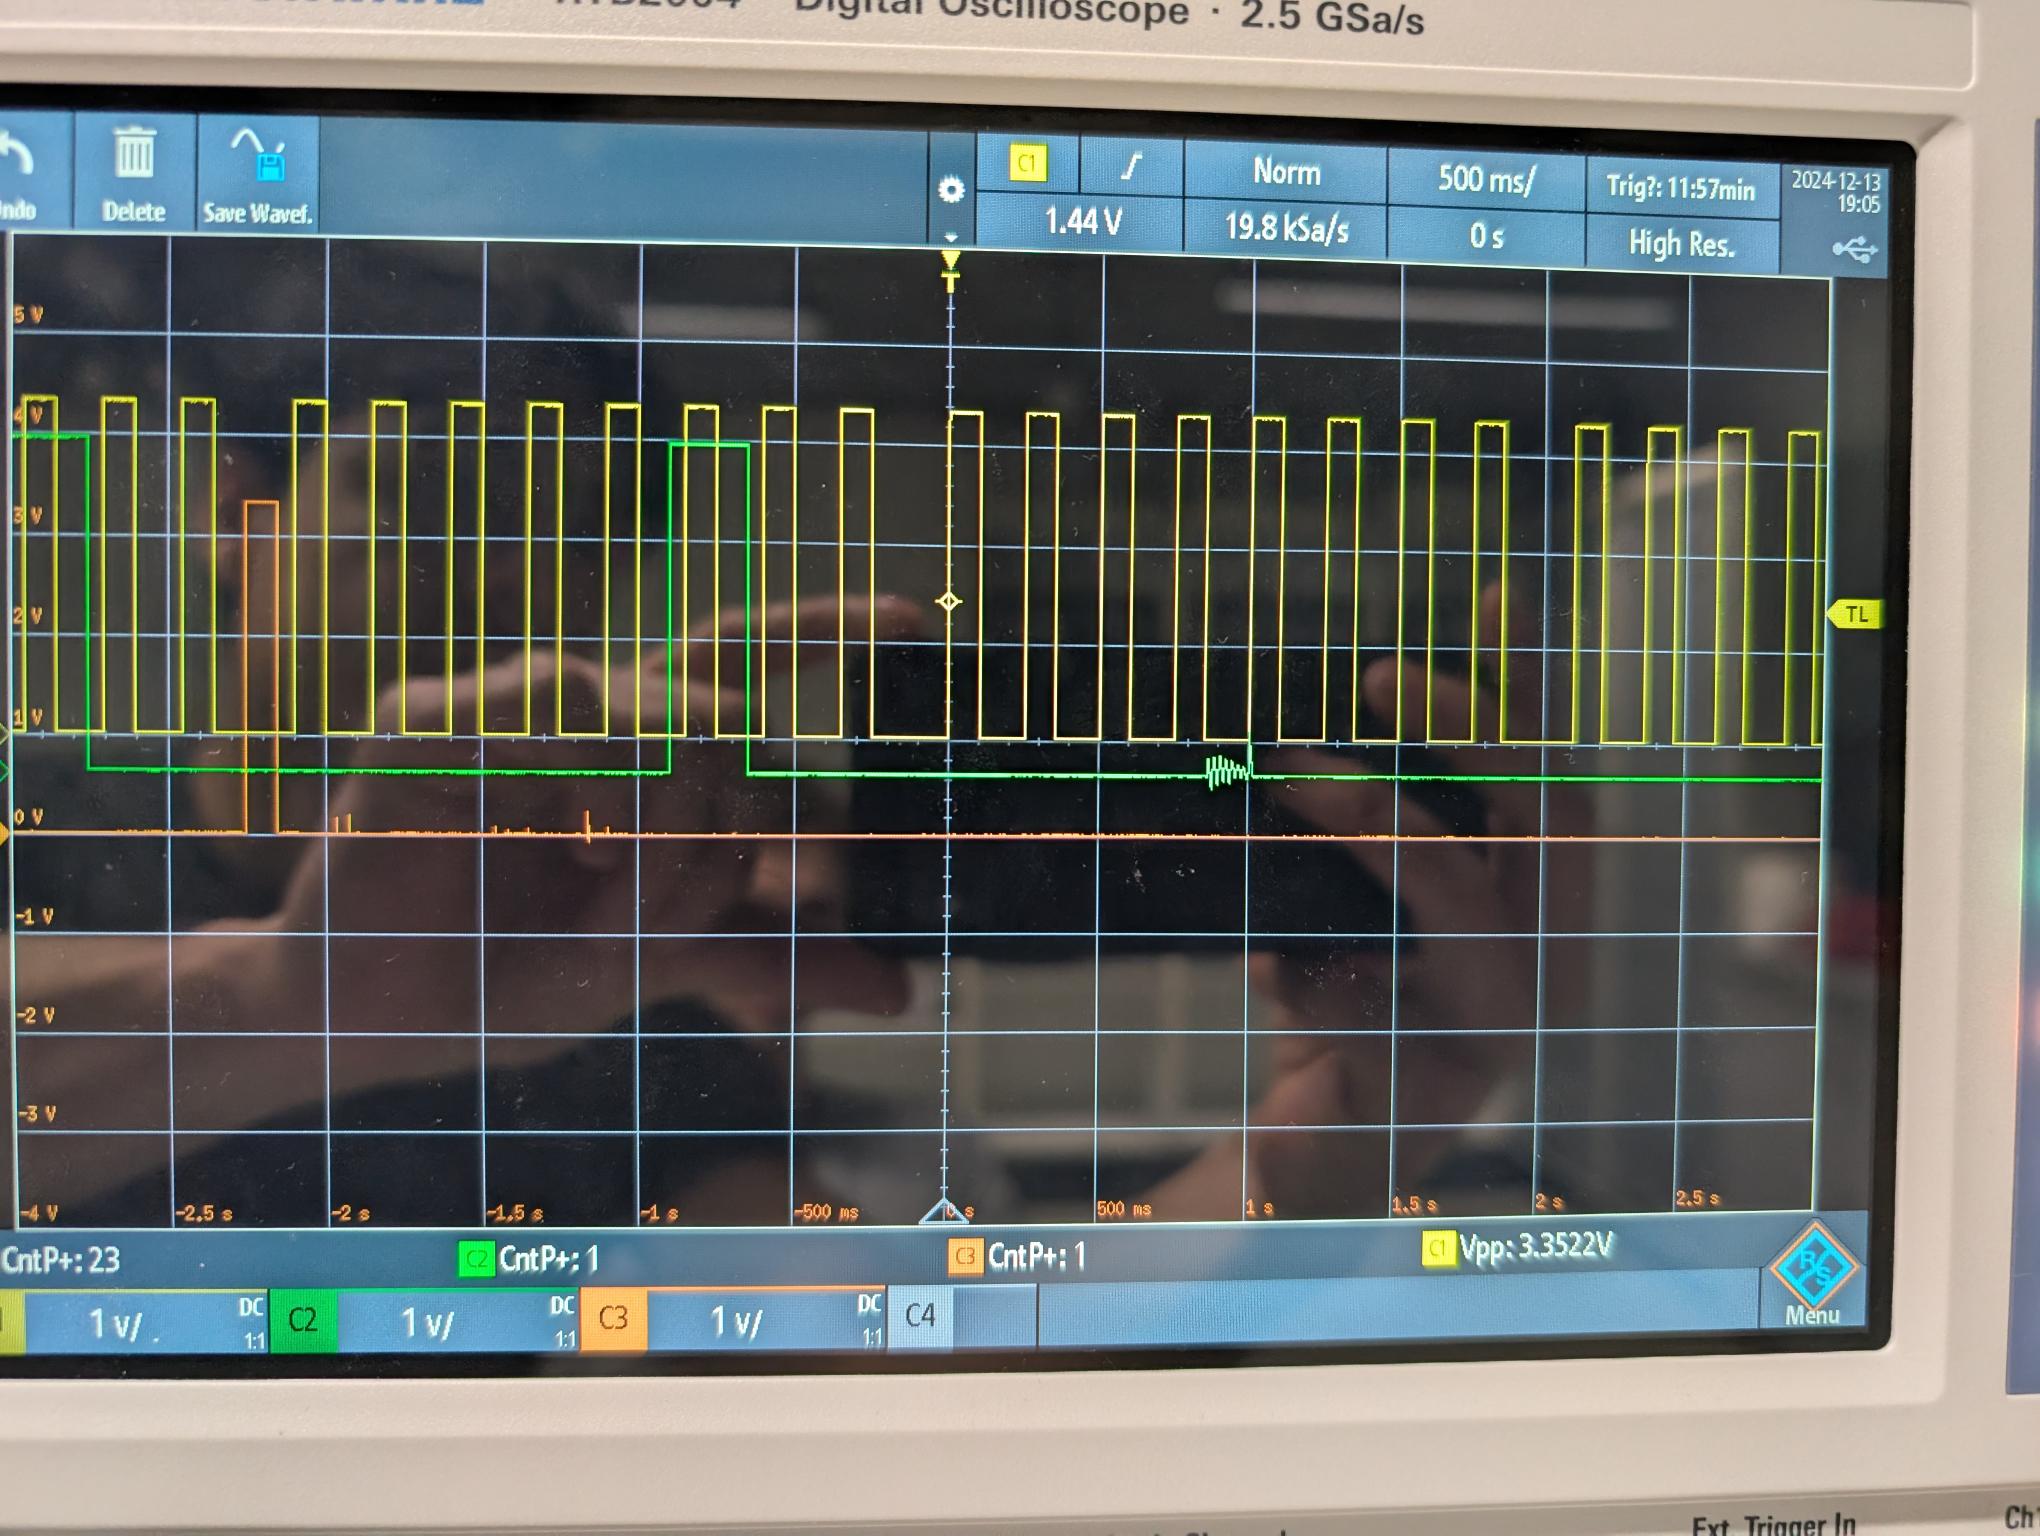 Digital Oscilloscope · 2.5 GSa/s
Delete
Save Wavef.
C1
Norm
500 ms/
Trig?: 11:57min
2024-12-13
19:05
1.44 V
19.8 kSa/s
0 s
High Res.
T
5 V
4 V
3 V
2 V
TL
1 V
0 V
-1 V
-2 V
-3 V
-4 V
-2.5 s
-2 s
-1.5 s
-1 s
-500 ms
0 s
500 ms
1 s
1.5 s
2 s
2.5 s
CntP+: 23
C2 CntP+: 1
C3 CntP+: 1
C1 Vpp: 3.3522V
R/S
Menu
1 V/
DC
1:1
C2
1 V/
DC
1:1
C3
1 V/
DC
1:1
C4
Ext. Trigger In